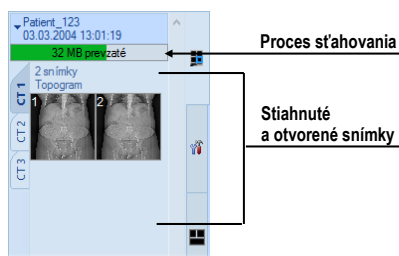 Patient_123
03.03.2004 13:01:19
32 MB prevzaté
2 snímky
Topogram
1 2
CT 1
CT 2
CT 3
Proces sťahovania
Stiahnuté
a otvorené snímky